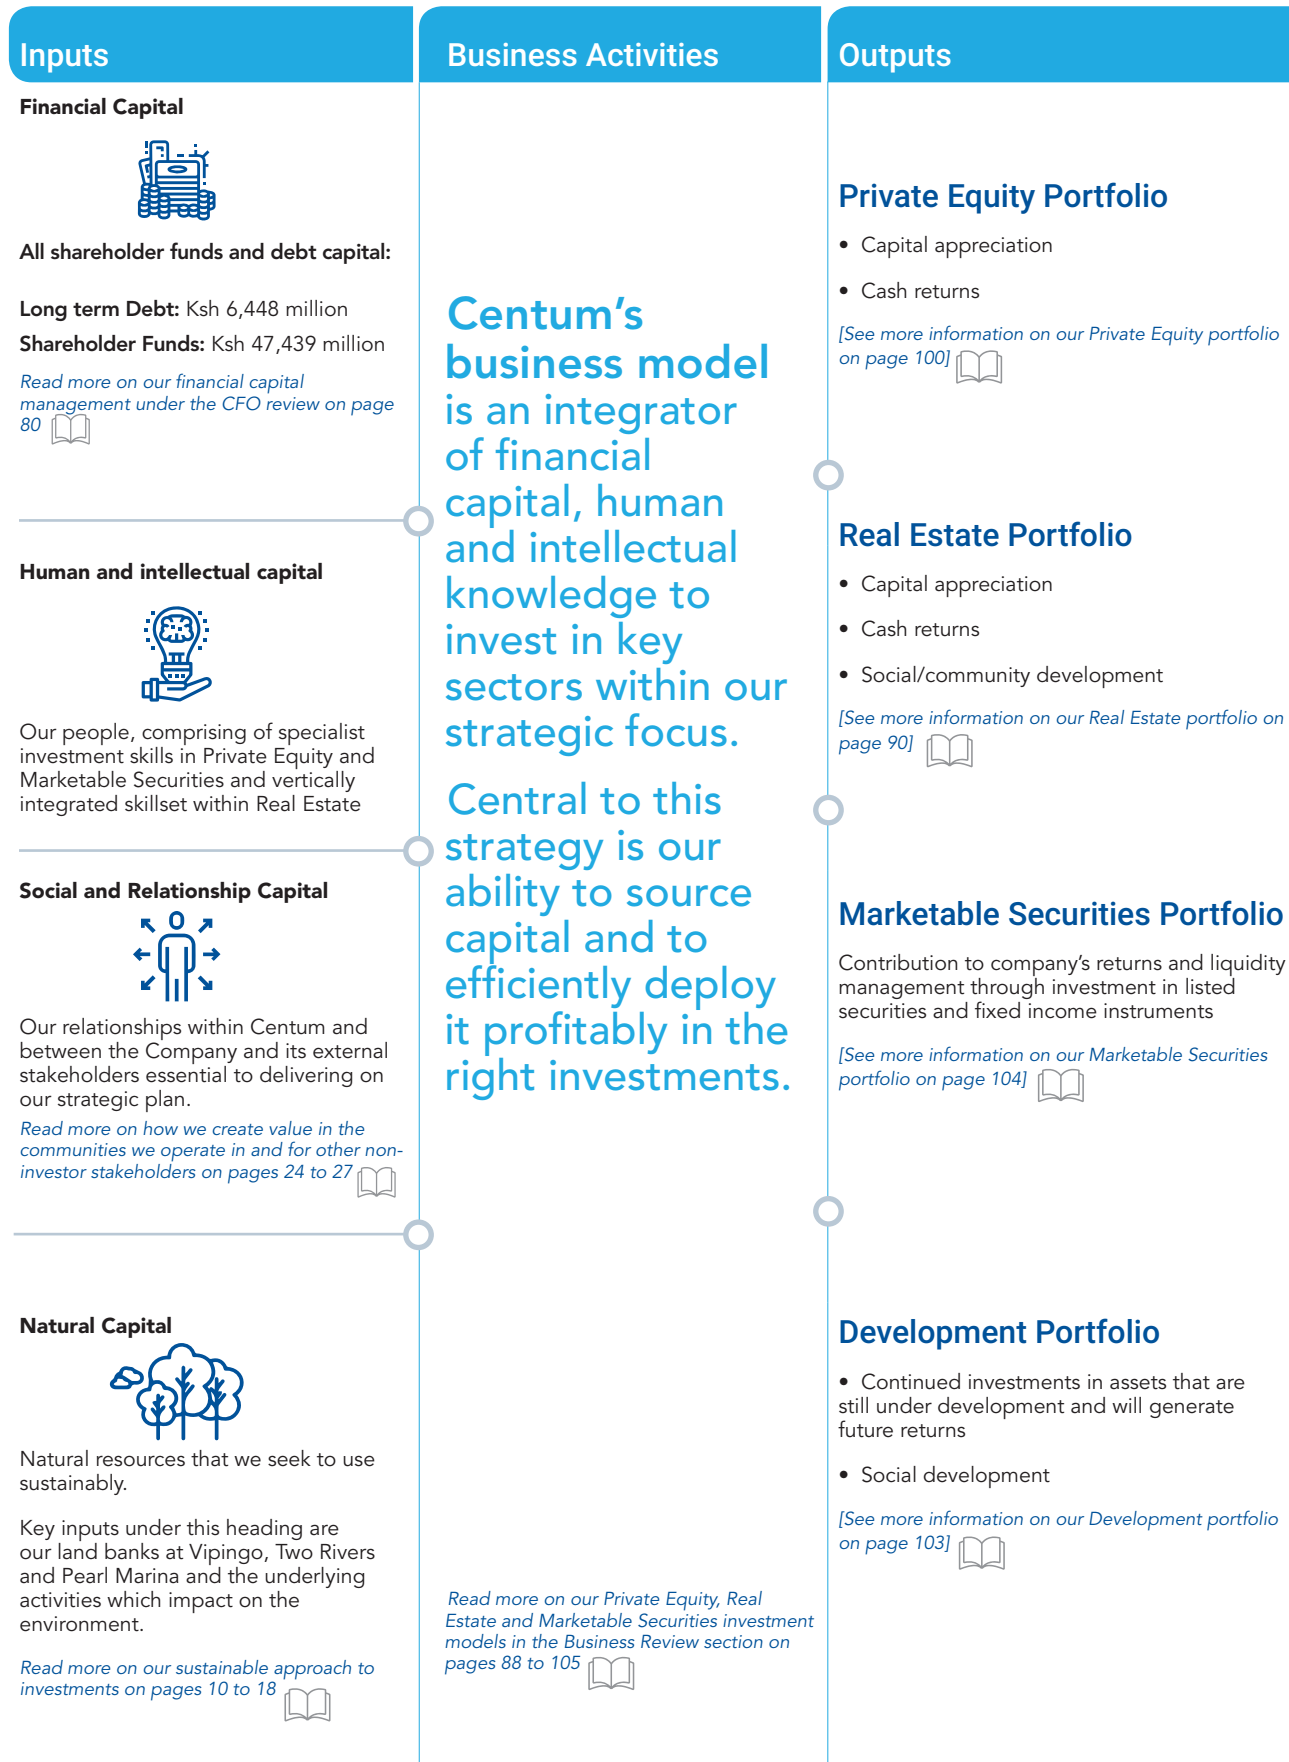 Inputs
Financial Capital
All shareholder funds and debt capital:
Long term Debt: Ksh 6,448 million
Shareholder Funds: Ksh 47,439 million
Read more on our financial capital
management under the CFO review on page
80
Human and intellectual capital
Our people, comprising of specialist
investment skills in Private Equity and
Marketable Securities and vertically
integrated skillset within Real Estate
Social and Relationship Capital
Our relationships within Centum and
between the Company and its external
stakeholders essential to delivering on
our strategic plan.
Read more on how we create value in the
communities we operate in and for other non-
investor stakeholders on pages 24 to 27
Natural Capital
Natural resources that we seek to use
sustainably.
Key inputs under this heading are
our land banks at Vipingo, Two Rivers
and Pearl Marina and the underlying
activities which impact on the
environment.
Read more on our sustainable approach to
investments on pages 10 to 18
Business Activities
Centum’s
business model
is an integrator
of financial
capital, human
and intellectual
knowledge to
invest in key
sectors within our
strategic focus.
Central to this
strategy is our
ability to source
capital and to
efficiently deploy
it profitably in the
right investments.
Read more on our Private Equity, Real
Estate and Marketable Securities investment
models in the Business Review section on
pages 88 to 105
Outputs
Private Equity Portfolio
• Capital appreciation
• Cash returns
[See more information on our Private Equity portfolio
on page 100]
Real Estate Portfolio
• Capital appreciation
• Cash returns
• Social/community development
[See more information on our Real Estate portfolio on
page 90]
Marketable Securities Portfolio
Contribution to company’s returns and liquidity
management through investment in listed
securities and fixed income instruments
[See more information on our Marketable Securities
portfolio on page 104]
Development Portfolio
• Continued investments in assets that are
still under development and will generate
future returns
• Social development
[See more information on our Development portfolio
on page 103]